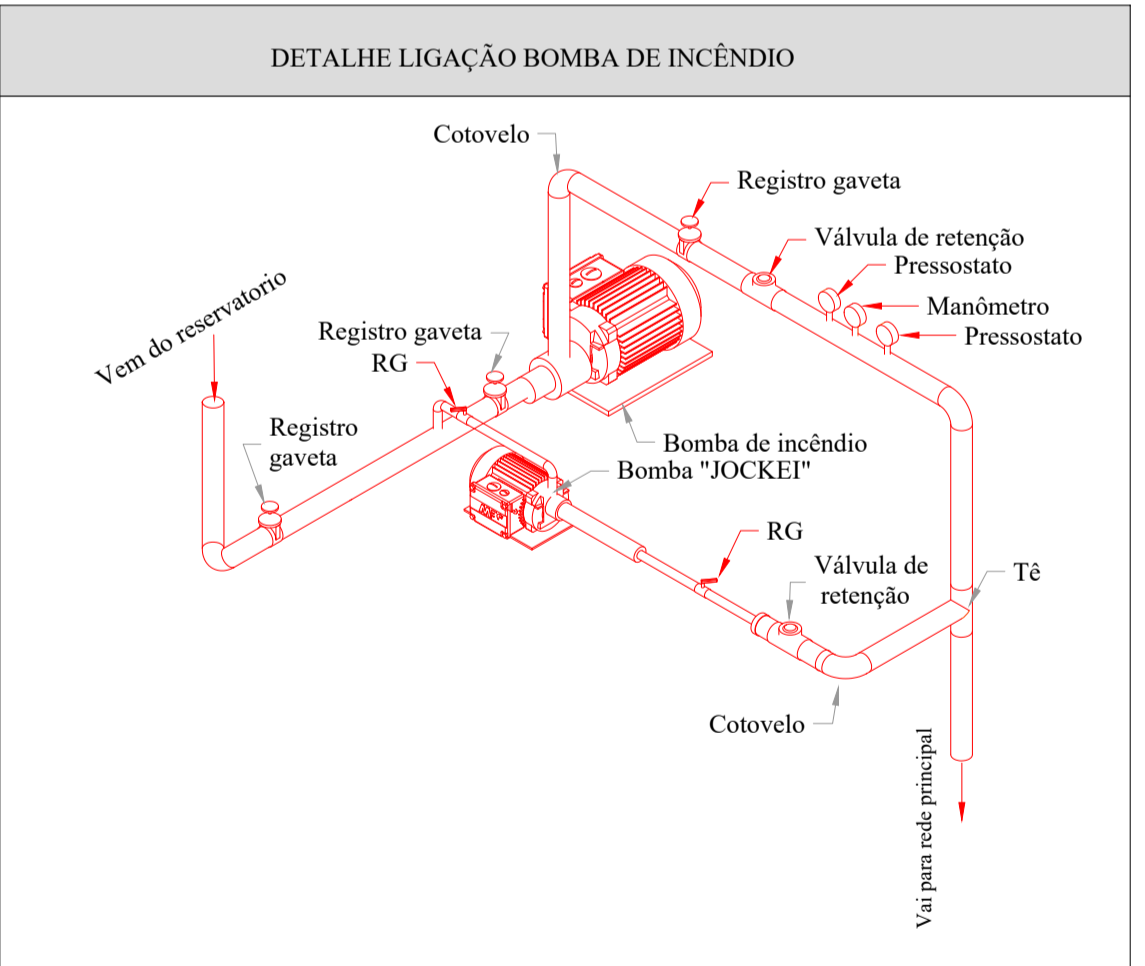 DETALHE LIGAÇÃO BOMBA DE INCÊNDIO
Cotovelo
Registro gaveta
Válvula de retenção
Pressostato
Manômetro
Pressostato
Vem do reservatorio
Registro gaveta
RG
Registro
gaveta
Bomba de incêndio
Bomba "JOCKEI"
RG
Válvula de
retenção
Tê
Cotovelo
Vai para rede principal